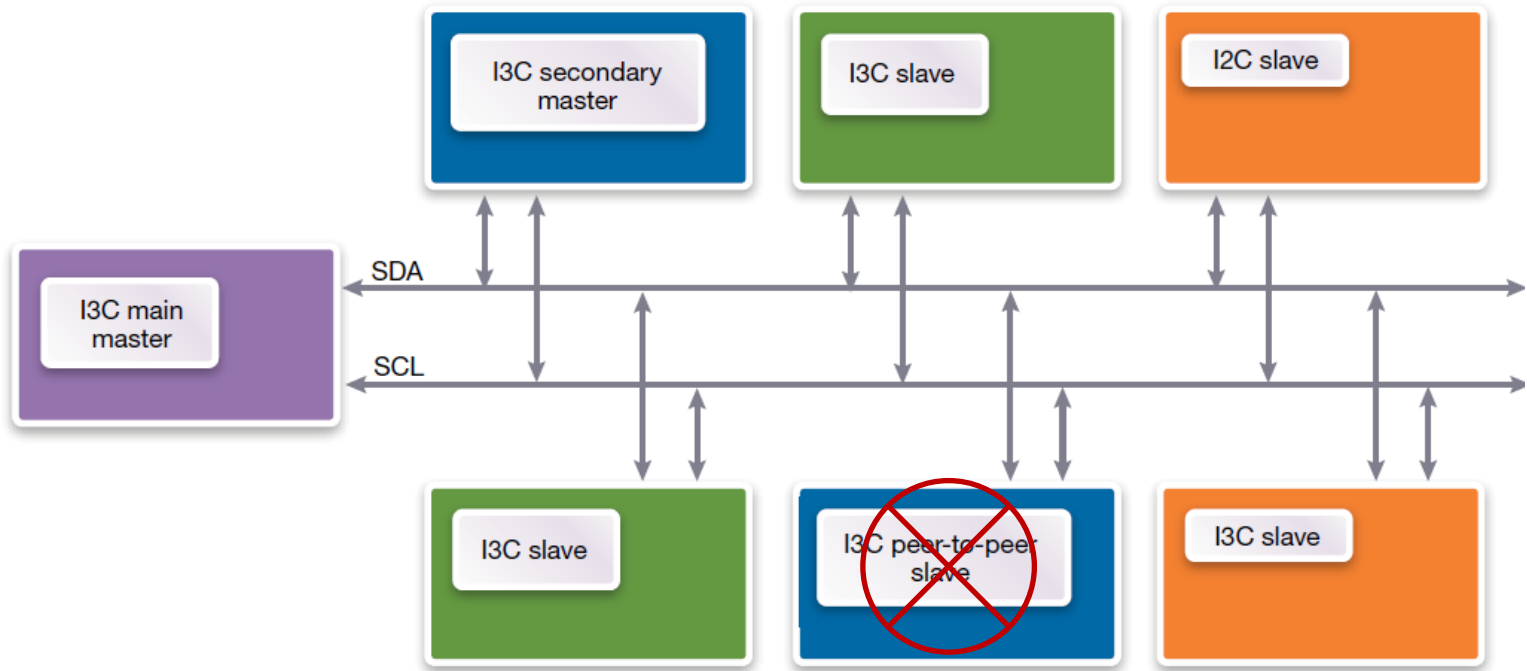 I3C secondary
master
I3C slave
I2C slave
I3C main
master
SDA
SCL
I3C slave
I3C peer-to-peer
slave
I3C slave